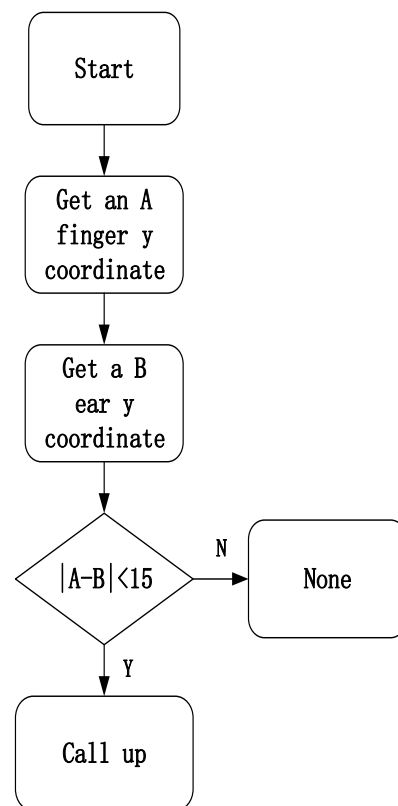 Start
Get an A
finger y
coordinate
Get a B
ear y
coordinate
|A-B|<15
N
None
Y
Call up